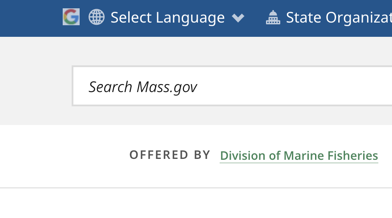 Select Language State Organizat
Search Mass.gov
OFFERED BY Division of Marine Fisheries